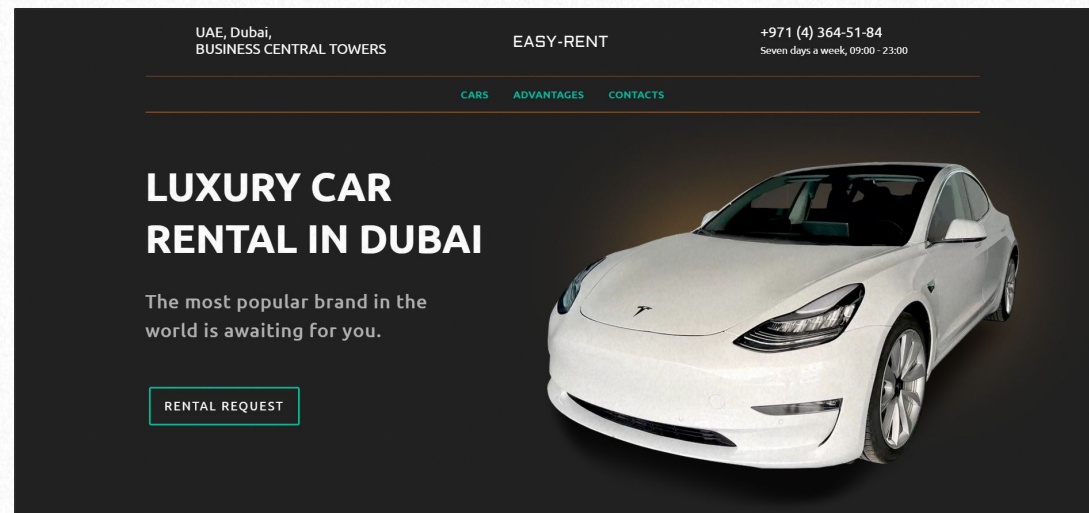 UAE, Dubai,
BUSINESS CENTRAL TOWERS
EASY-RENT
+971 (4) 364-51-84
Seven days a week, 09:00 - 23:00
CARS ADVANTAGES CONTACTS
LUXURY CAR
RENTAL IN DUBAI
The most popular brand in the
world is awaiting for you.
RENTAL REQUEST